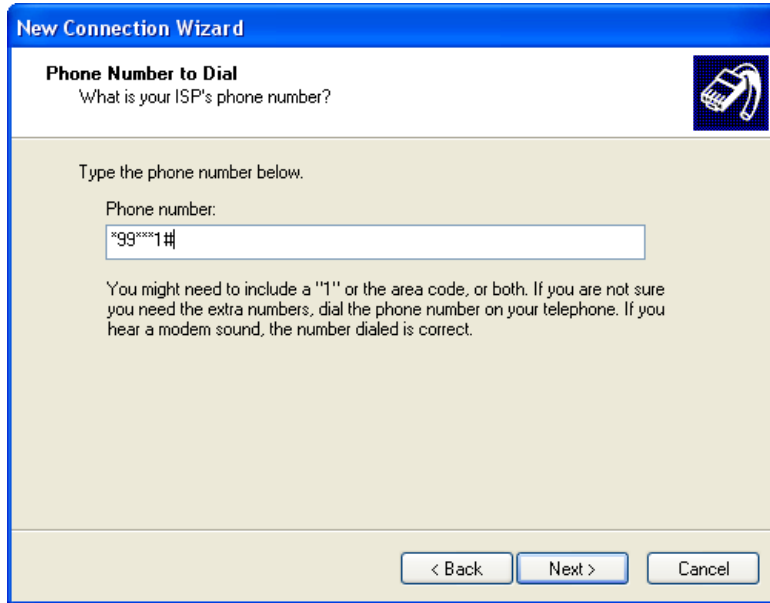 New Connection Wizard
Phone Number to Dial
What is your ISP's phone number?
Type the phone number below.
Phone number:
*99***1#
You might need to include a "1" or the area code, or both. If you are not sure
you need the extra numbers, dial the phone number on your telephone. If you
hear a modem sound, the number dialed is correct.
< Back Next > Cancel